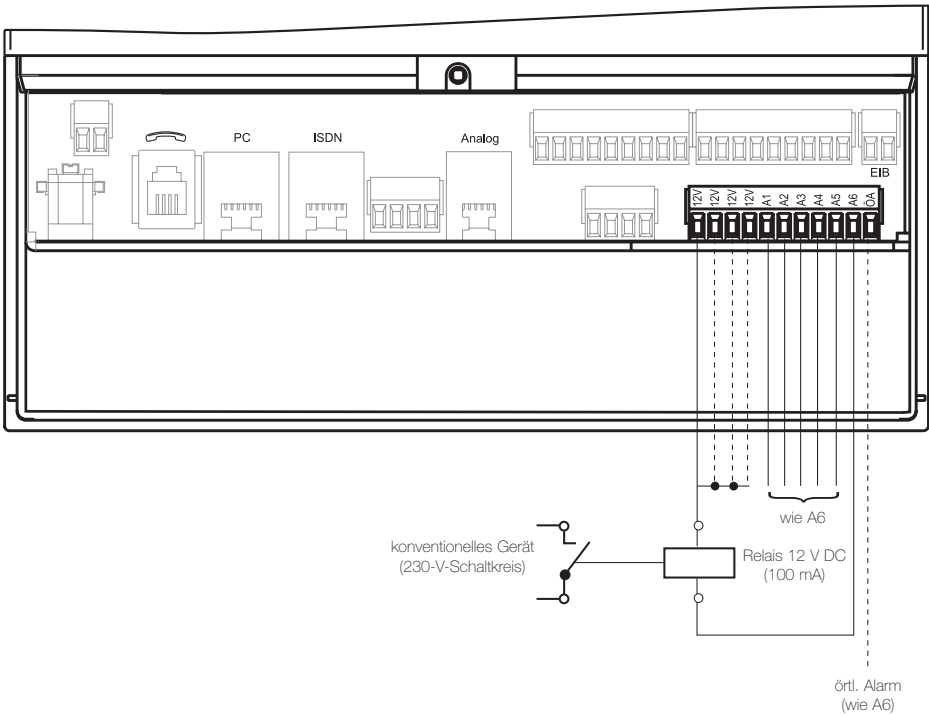 PC
ISDN
Analog
EIB
12V
12V
12V
12V
A1
A2
A3
A4
A5
A6
ÖA
wie A6
konventionelles Gerät
(230-V-Schaltkreis)
Relais 12 V DC
(100 mA)
örtl. Alarm
(wie A6)